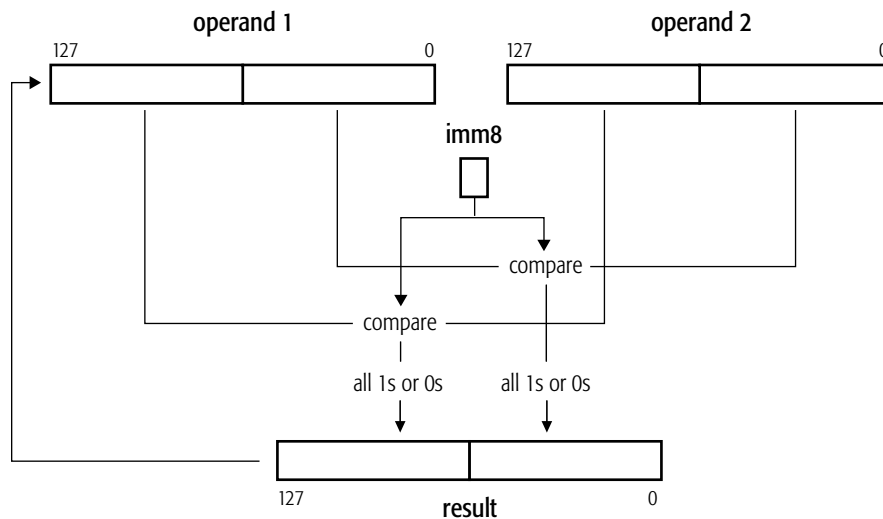 operand 1
operand 2
127 0
127 0
imm8
compare
compare
all 1s or 0s all 1s or 0s
127 result 0